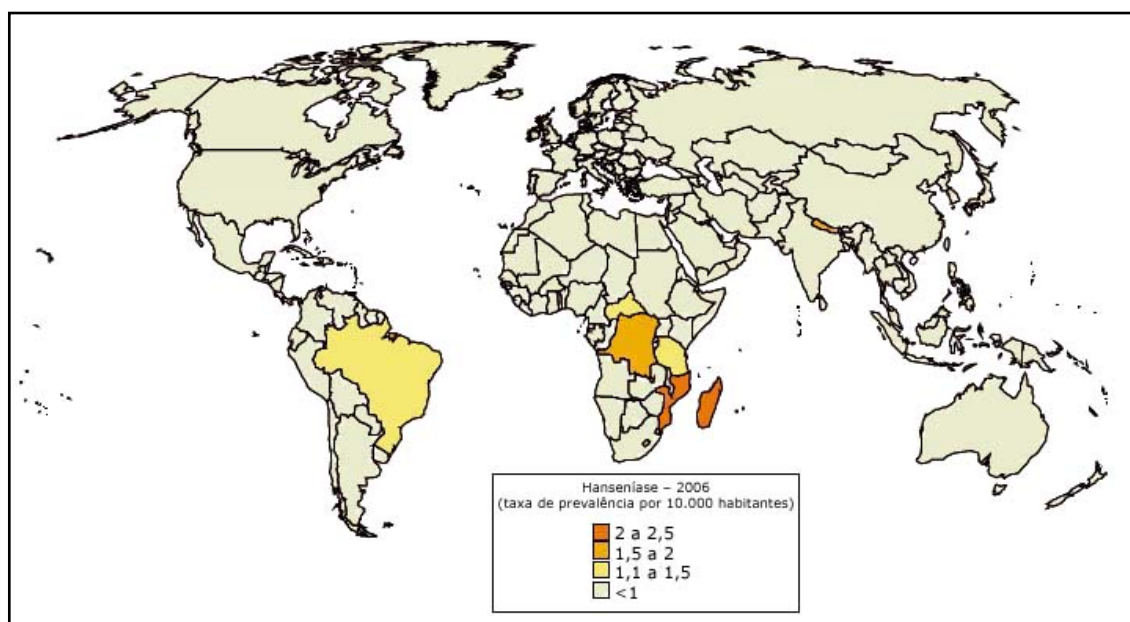 Hanseníase – 2006
(taxa de prevalência por 10.000 habitantes)
2 a 2,5
1,5 a 2
1,1 a 1,5
<1